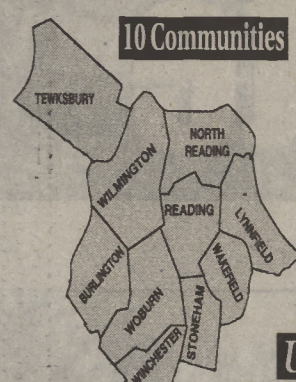 10 Communities
TEWKSBURY
WILMINGTON
NORTH
READING
READING
LYNNFIELD
BURLINGTON
WOBURN
WAKEFIELD
STONEHAM
WINCHESTER
U